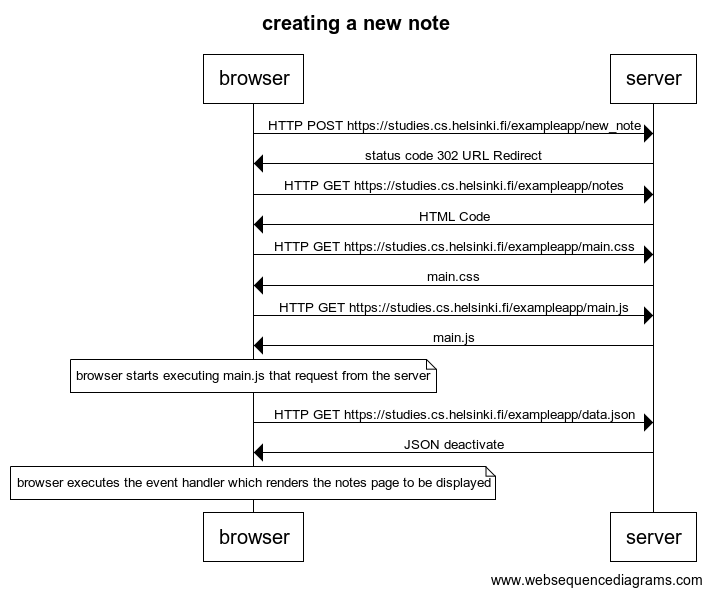 creating a new note
browser server
HTTP POST https://studies.cs.helsinki.fi/exampleapp/new_note
status code 302 URL Redirect
HTTP GET https://studies.cs.helsinki.fi/exampleapp/notes
HTML Code
HTTP GET https://studies.cs.helsinki.fi/exampleapp/main.css
main.css
HTTP GET https://studies.cs.helsinki.fi/exampleapp/main.js
main.js
browser starts executing main.js that request from the server
HTTP GET https://studies.cs.helsinki.fi/exampleapp/data.json
JSON deactivate
browser executes the event handler which renders the notes page to be displayed
browser server
www.websequencediagrams.com